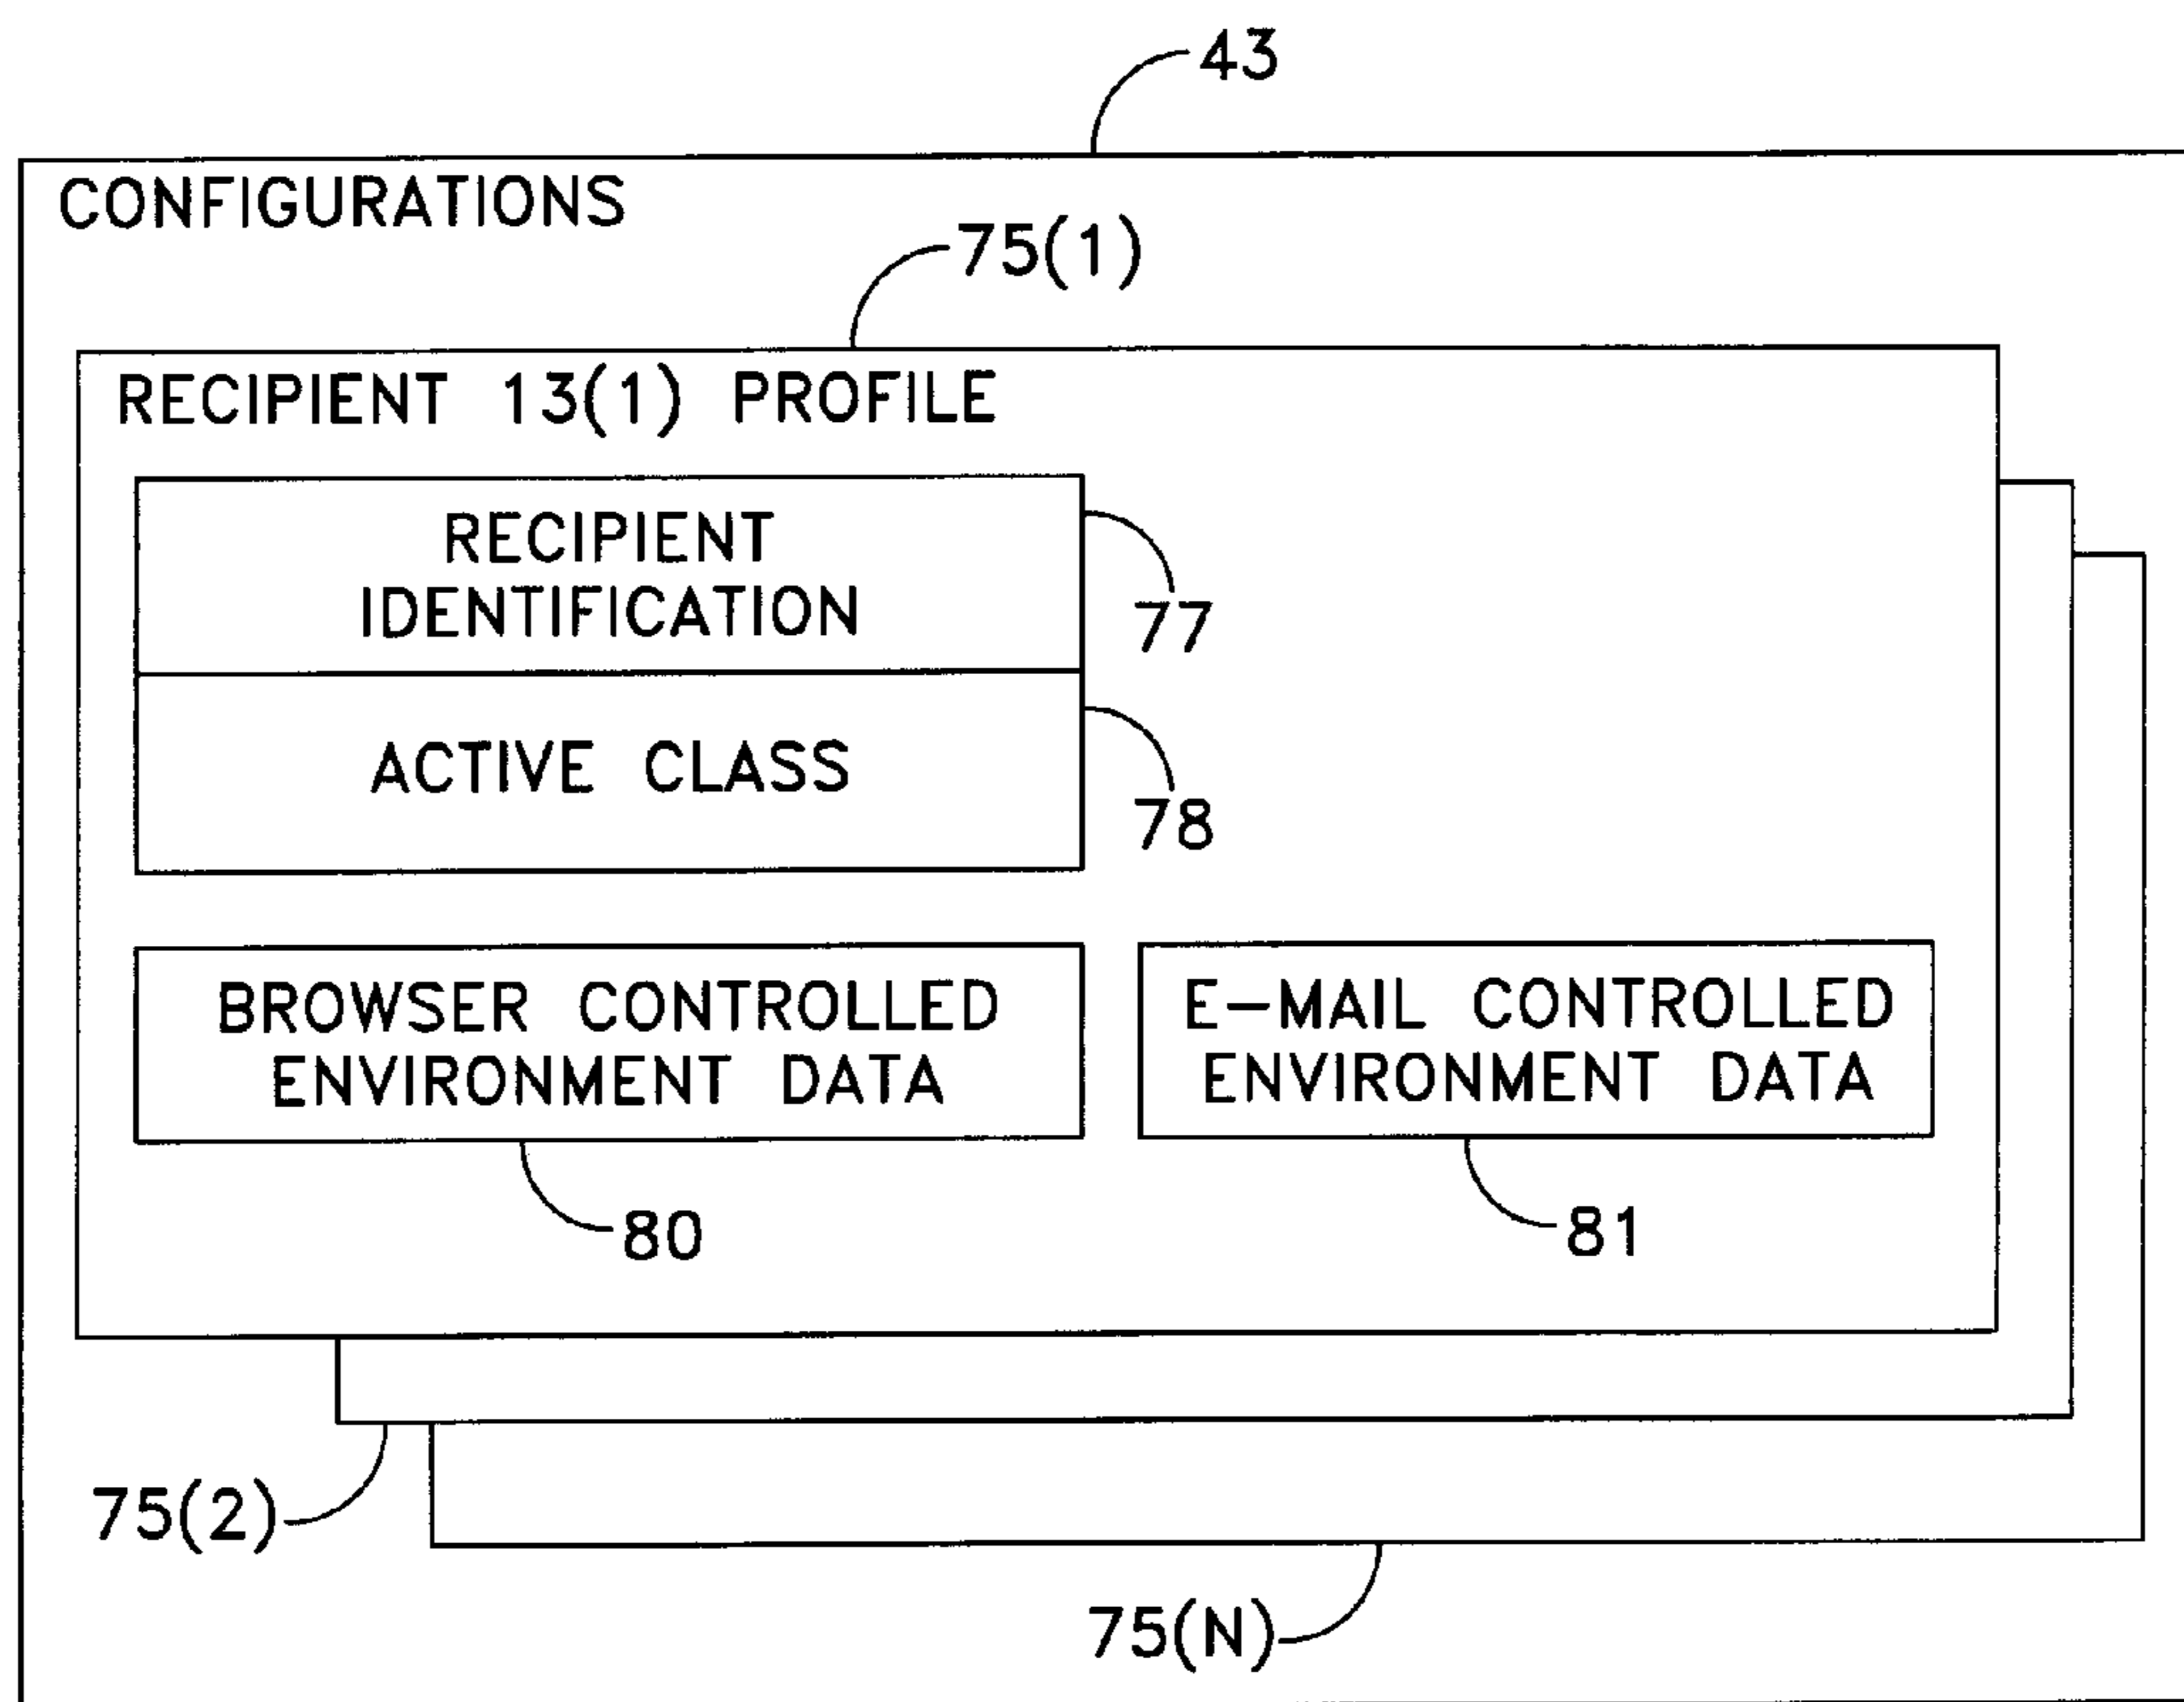 43
CONFIGURATIONS
75(1)
RECIPIENT 13(1) PROFILE
RECIPIENT
IDENTIFICATION
77
ACTIVE CLASS
78
BROWSER CONTROLLED
ENVIRONMENT DATA
80
E-MAIL CONTROLLED
ENVIRONMENT DATA
81
75(2)
75(N)